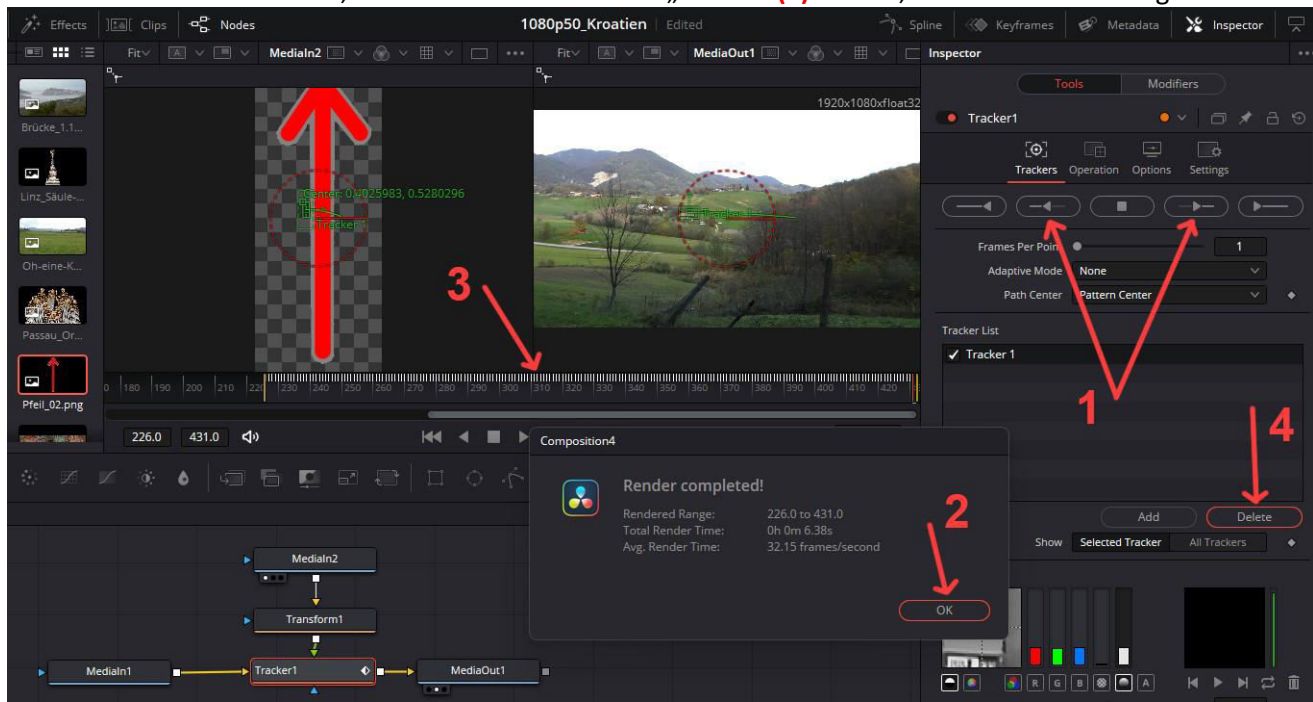 Effects Clips Nodes 1080p50_Kroatien Edited Spline Keyframes Metadata Inspector
Fit MediaIn2 Fit MediaOut1 Inspector
Tools Modifiers
1920x1080xfloat32
Tracker1
Brücke_1.1...
Trackers Operation Options Settings
Linz_Säule-...
Center: 0.4025983, 0.5280296
Tracker1
Oh-eine-K...
Frames Per Point 1
Adaptive Mode None
Path Center Pattern Center
3
Passau_Or...
Tracker List
Tracker 1
180 190 200 210 220 230 240 250 260 270 280 290 300 310 320 330 340 350 360 370 380 390 400 410 420
Pfeil_02.png
1
4
226.0 431.0
Composition4
Render completed!
Rendered Range: 226.0 to 431.0
Total Render Time: 0h 0m 6.38s
Avg. Render Time: 32.15 frames/second
2
OK
Add Delete
Show Selected Tracker All Trackers
MediaIn2
Transform1
MediaIn1 Tracker1 MediaOut1
R G B A